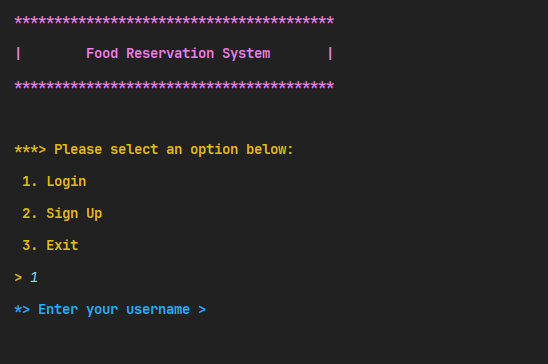 ****************************************
|        Food Reservation System       |
****************************************
***> Please select an option below:
1. Login
2. Sign Up
3. Exit
> 1
*> Enter your username >